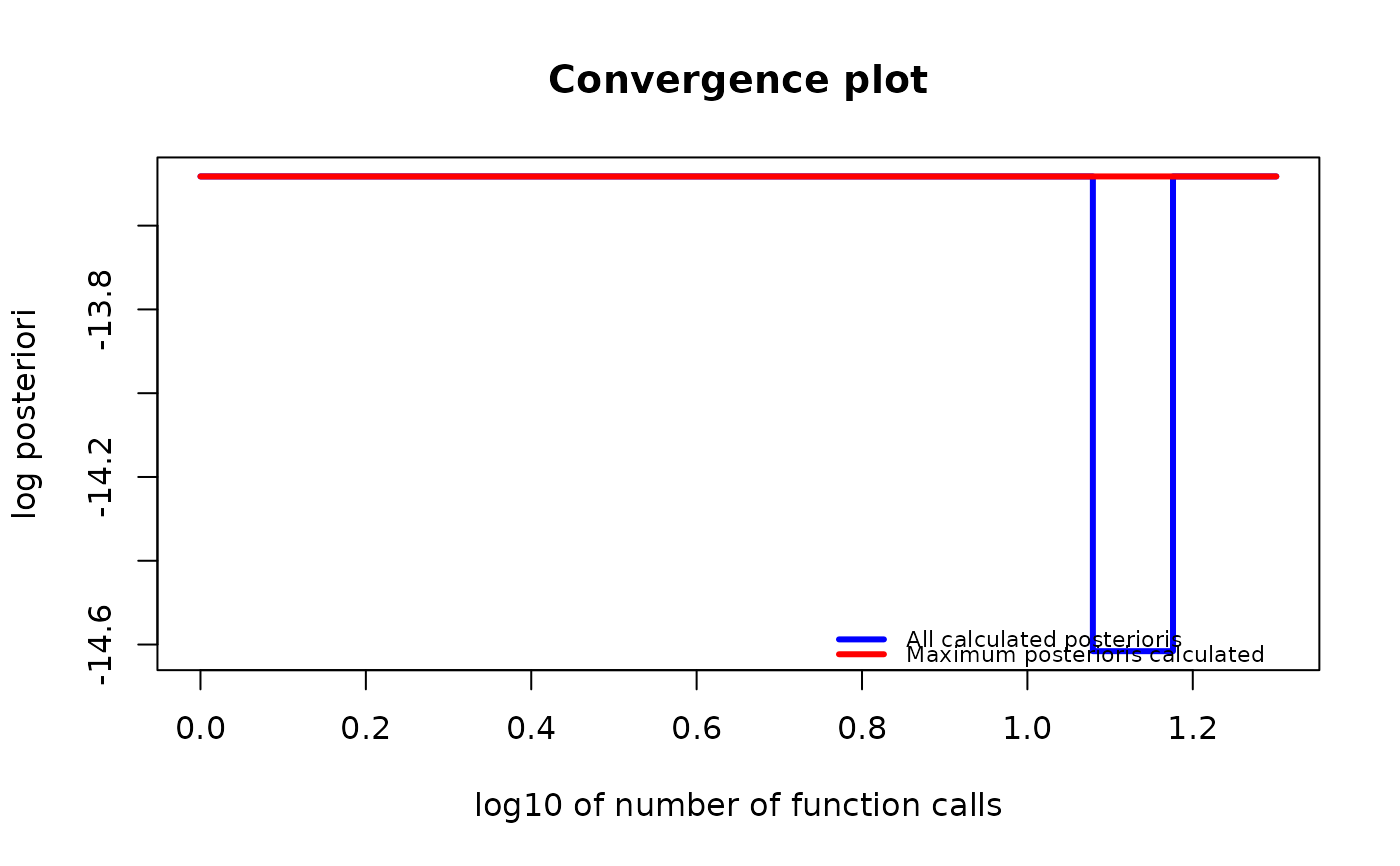 Convergence plot
log posteriori
-13.8
-14.2
-14.6
All calculated posterioris
Maximum posterioris calculated
0.0 0.2 0.4 0.6 0.8 1.0 1.2
log10 of number of function calls